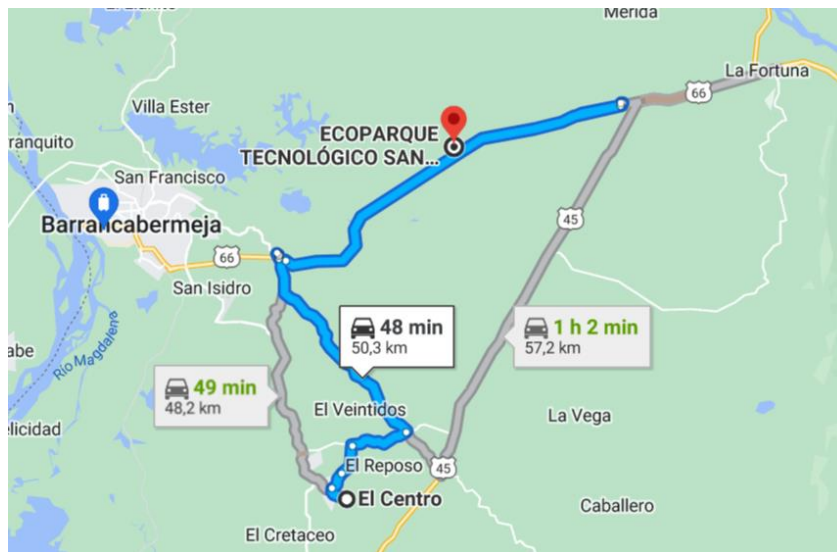 Merida
La Fortuna
66
Villa Ester
ECOPARQUE
TECNOLÓGICO SAN...
ranquito
San Francisco
Barrancabermeja
45
66
San Isidro
Río Magdalena
48 min
50,3 km
1 h 2 min
57,2 km
abe
49 min
48,2 km
El Veintidos
La Vega
elicidad
El Reposo
45
El Centro
Caballero
El Cretaceo